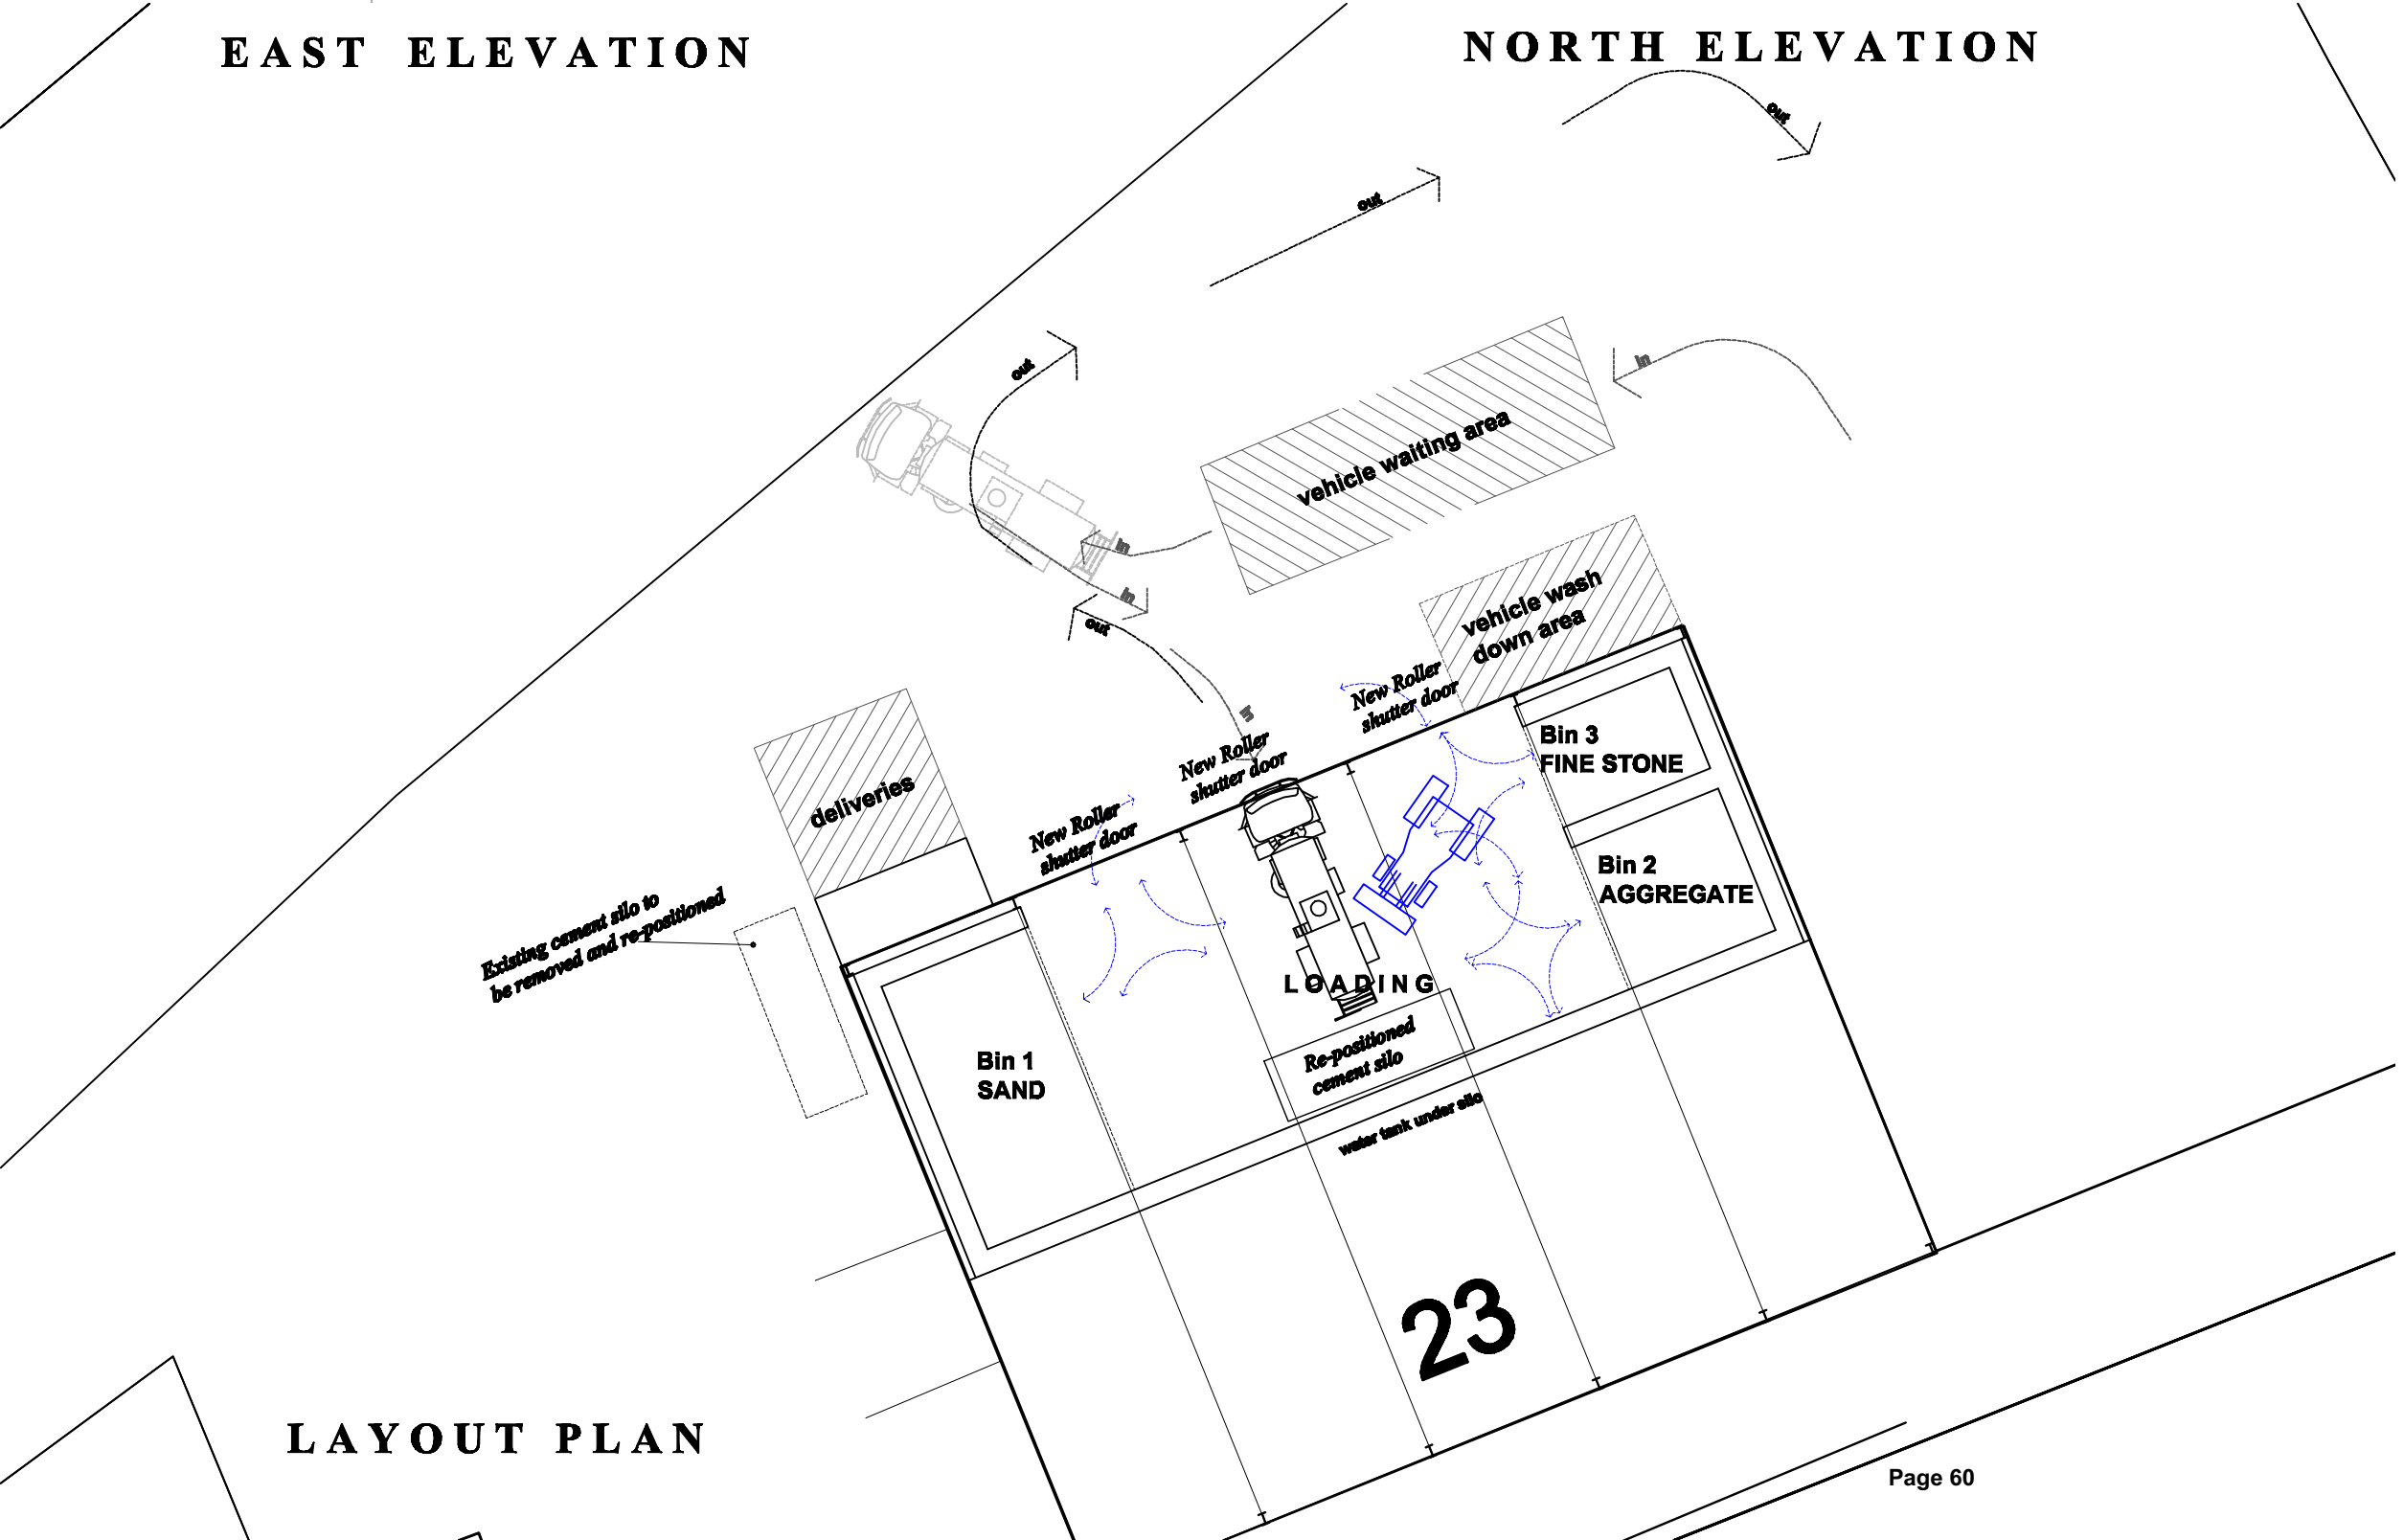 EAST ELEVATION
NORTH ELEVATION
out
out
out
in
vehicle waiting area
in
in
out
vehicle wash
down area
New Roller
shutter door
in
New Roller
shutter door
Bin 3
FINE STONE
deliveries
New Roller
shutter door
Bin 2
AGGREGATE
Existing cement silo to
be removed and re-positioned
LOADING
Re-positioned
cement silo
Bin 1
SAND
water tank under silo
23
LAYOUT PLAN
Page 60